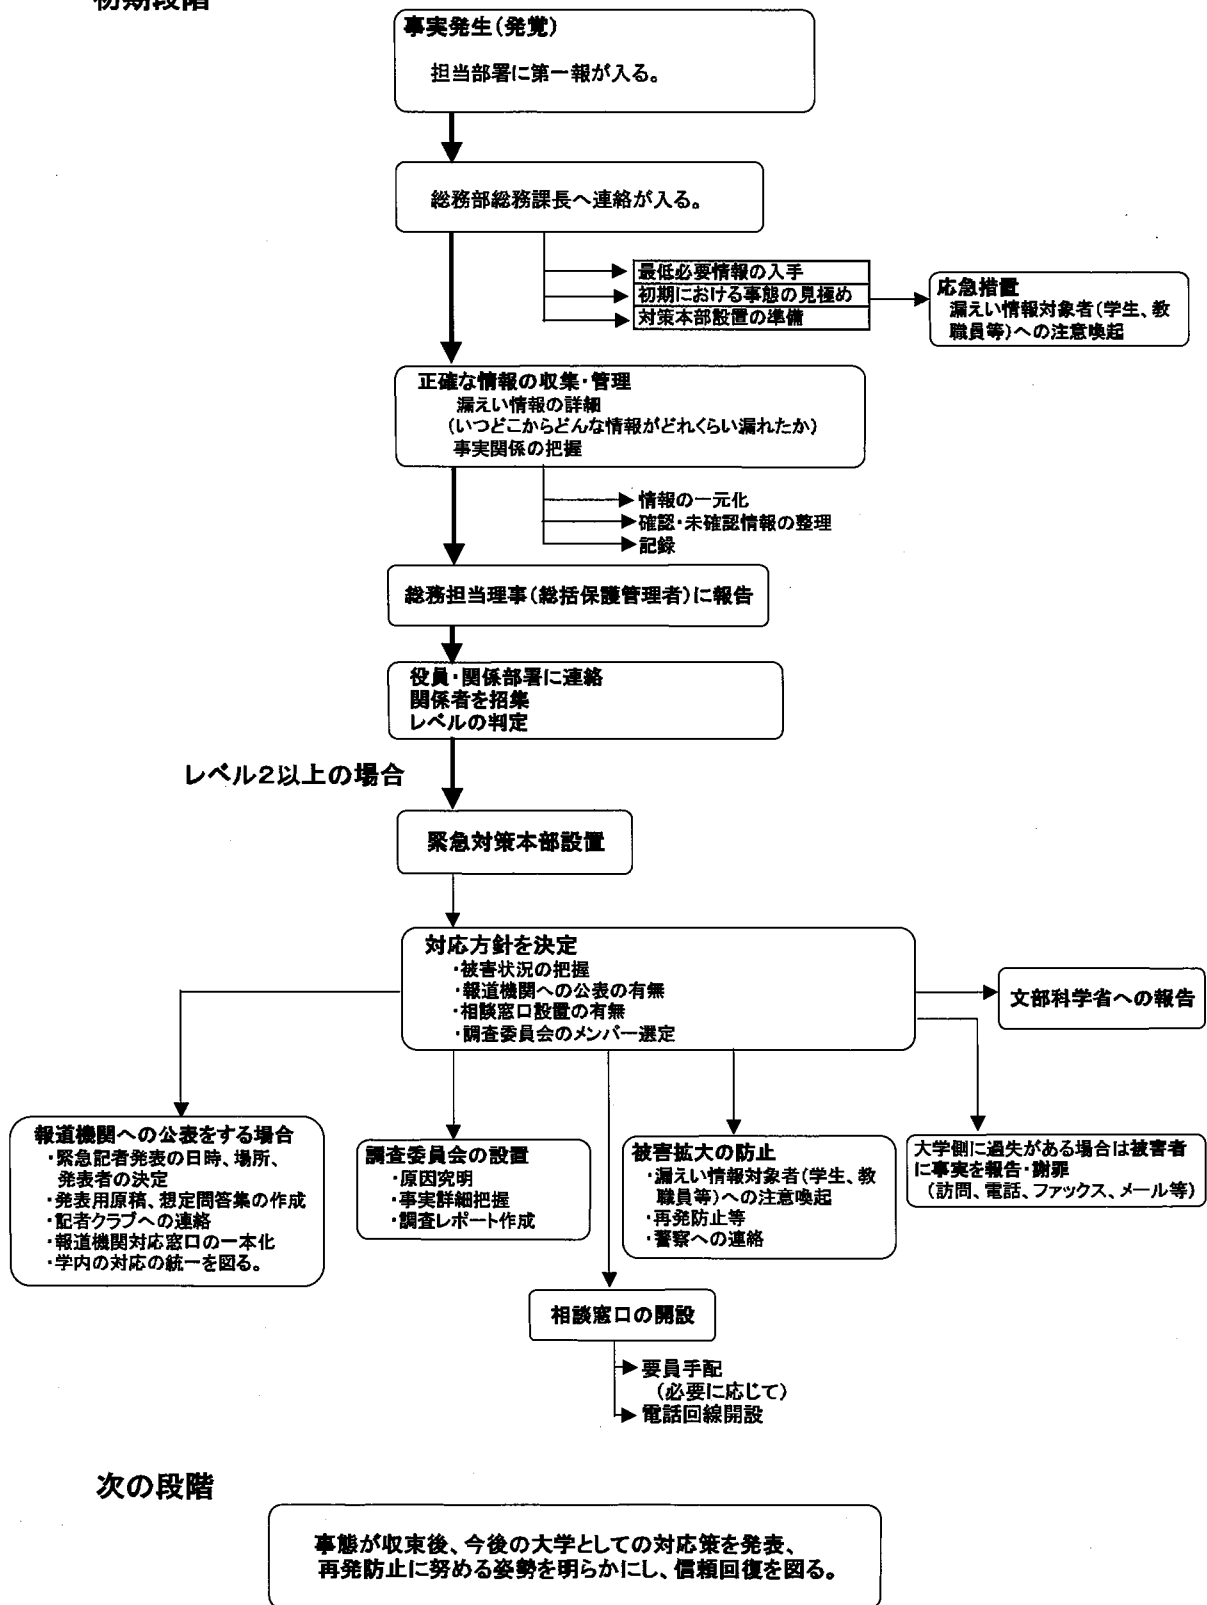 初期段階
事実発生(発覚)
担当部署に第一報が入る。
総務部総務課長へ連絡が入る。
最低必要情報の入手
初期における事態の見極め
対策本部設置の準備
応急措置
漏えい情報対象者(学生、教
職員等)への注意喚起
正確な情報の収集・管理
漏えい情報の詳細
(いつどこからどんな情報がどれくらい漏れたか)
事実関係の把握
情報の一元化
確認・未確認情報の整理
記録
総務担当理事(総括保護管理者)に報告
役員・関係部署に連絡
関係者を招集
レベルの判定
レベル2以上の場合
緊急対策本部設置
対応方針を決定
・被害状況の把握
・報道機関への公表の有無
・相談窓口設置の有無
・調査委員会のメンバー選定
文部科学省への報告
報道機関への公表をする場合
・緊急記者発表の日時、場所、
発表者の決定
・発表用原稿、想定問答集の作成
・記者クラブへの連絡
・報道機関対応窓口の一本化
・学内の対応の統一を図る。
調査委員会の設置
・原因究明
・事実詳細把握
・調査レポート作成
被害拡大の防止
・漏えい情報対象者(学生、教
職員等)への注意喚起
・再発防止等
・警察への連絡
大学側に過失がある場合は被害者
に事実を報告・謝罪
(訪問、電話、ファックス、メール等)
相談窓口の開設
要員手配
(必要に応じて)
電話回線開設
次の段階
事態が収束後、今後の大学としての対応策を発表、
再発防止に努める姿勢を明らかにし、信頼回復を図る。